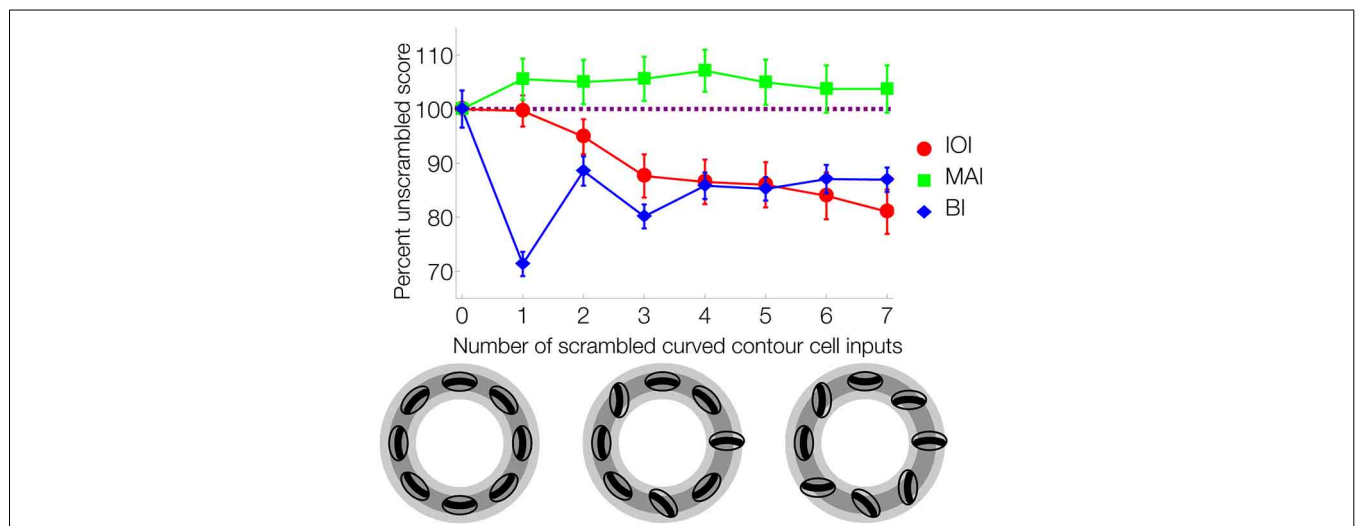 Percent unscrambled score
110
100
90
80
70
0 1 2 3 4 5 6 7
Number of scrambled curved contour cell inputs
IOI
MAI
BI